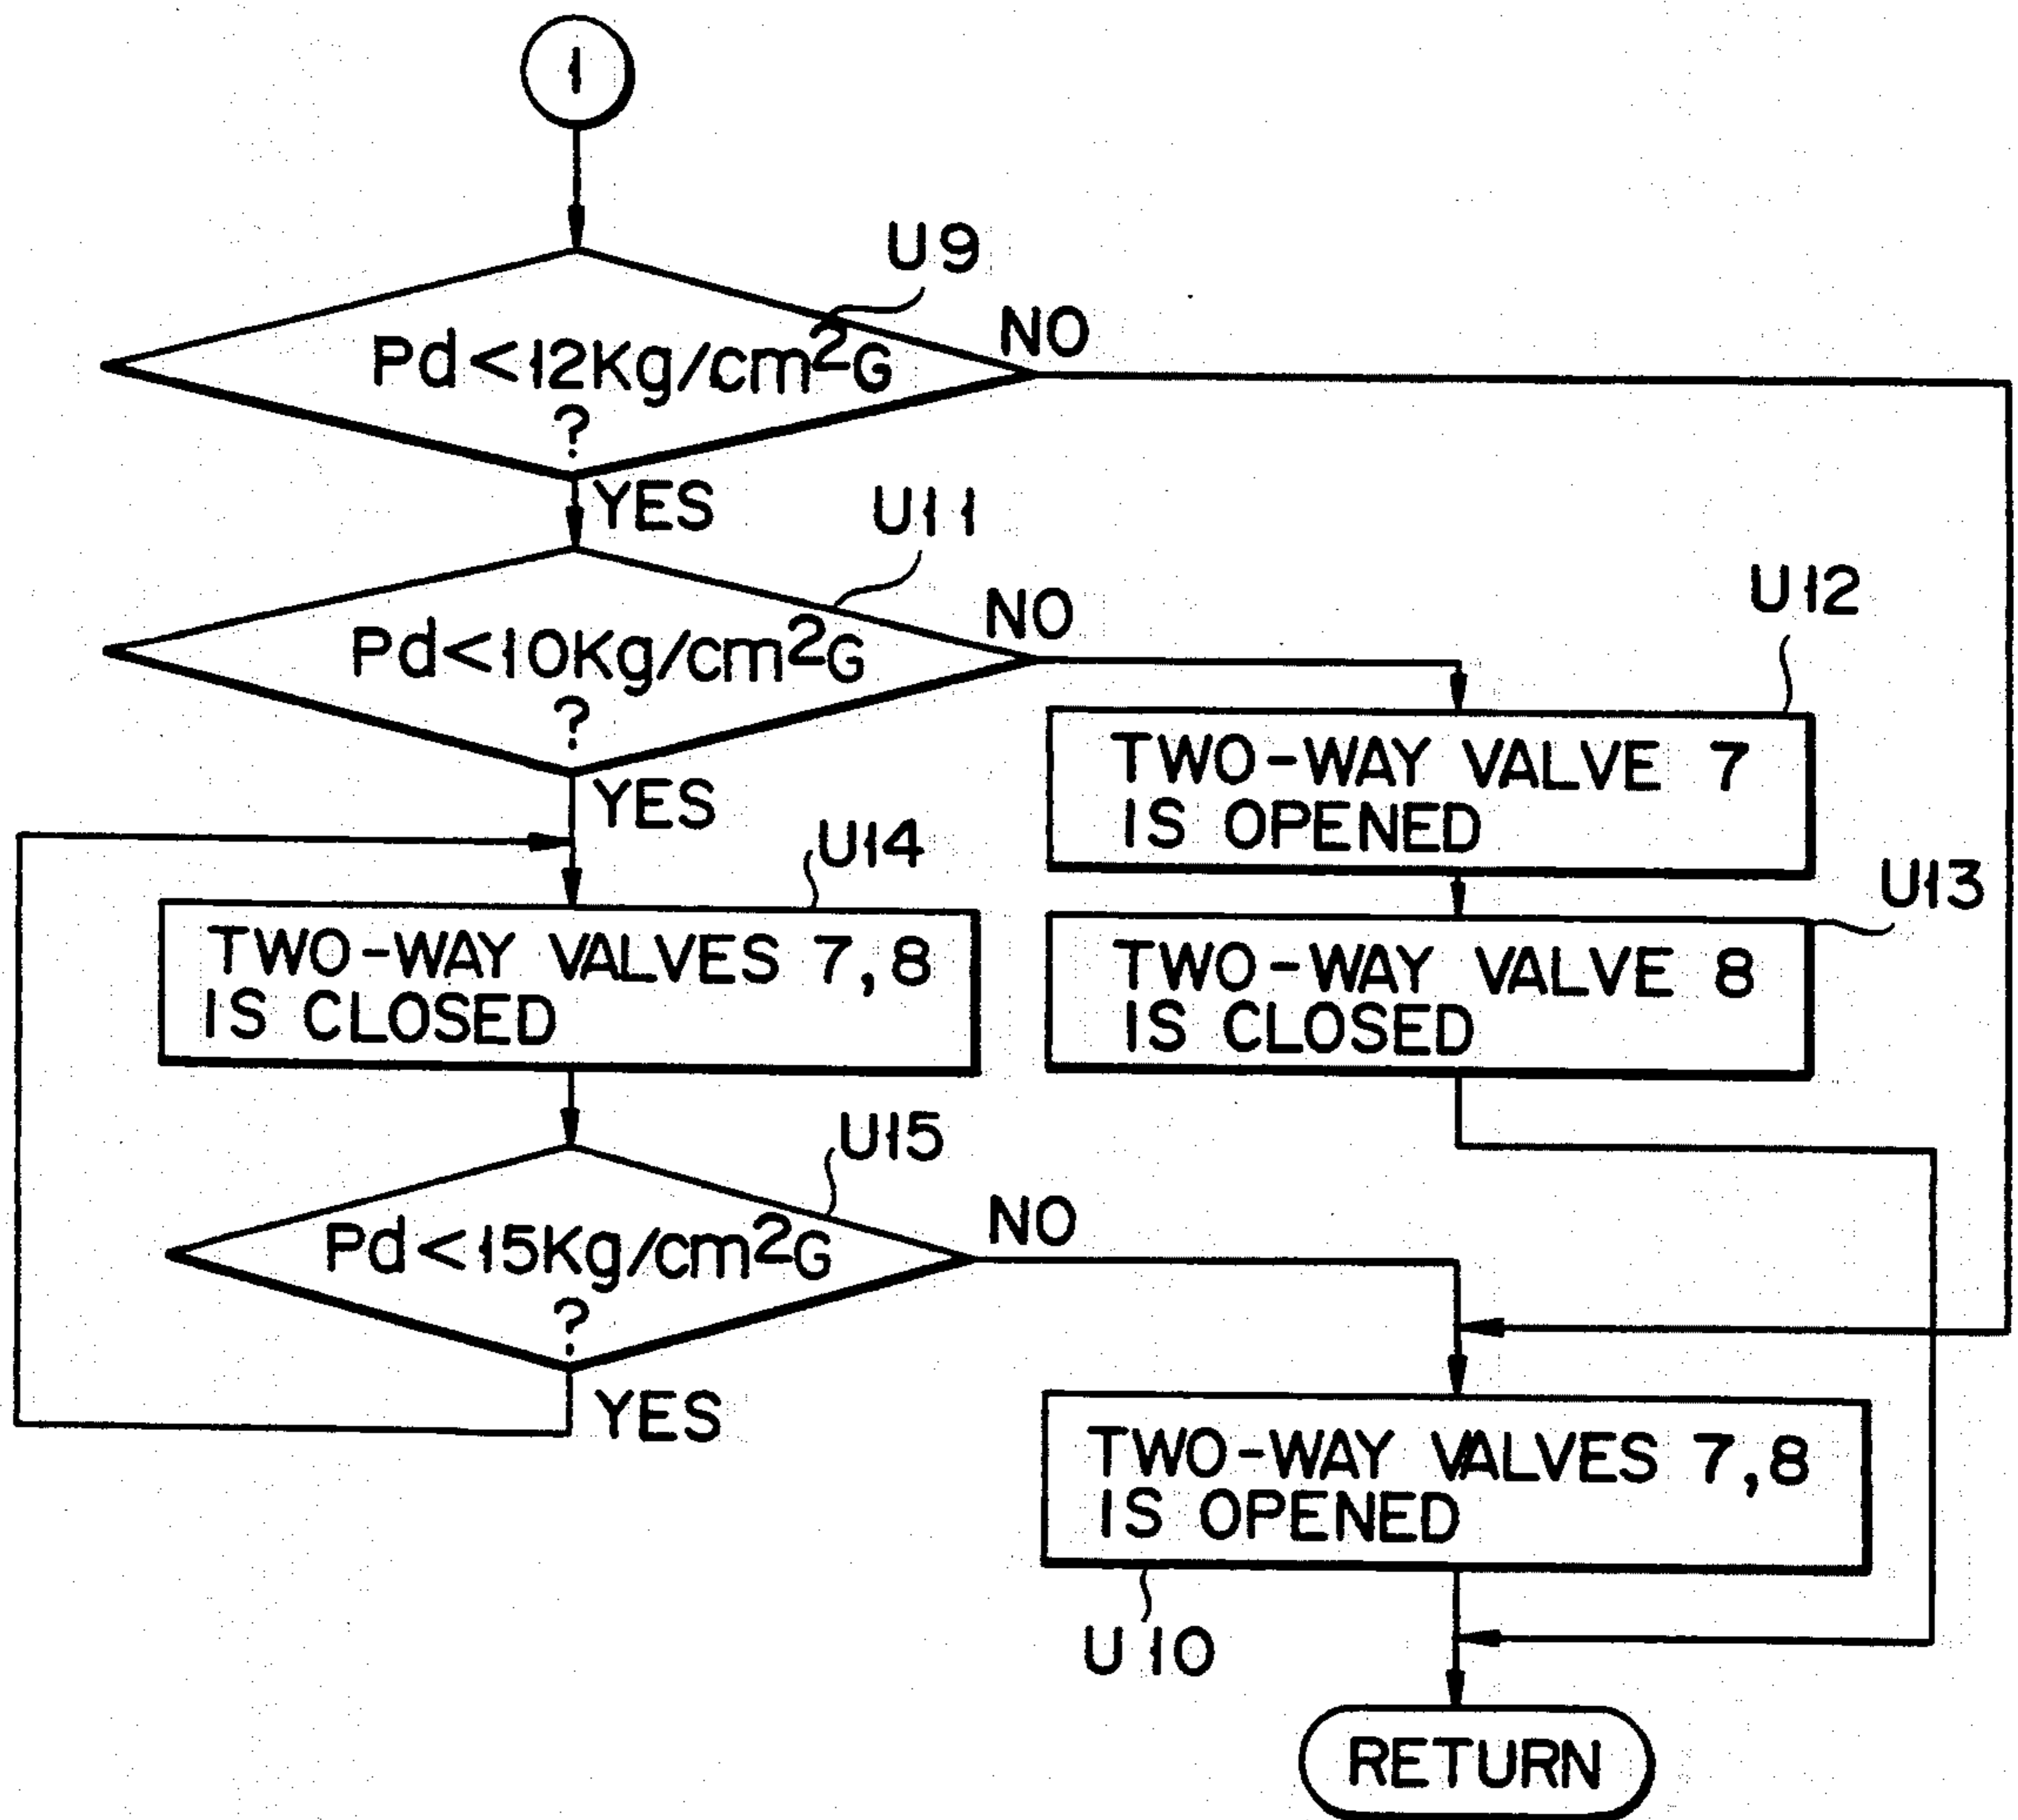 1
U9
Pd<12Kg/cm²G
?
NO
YES
U11
Pd<10Kg/cm²G
?
NO
YES
U12
TWO-WAY VALVE 7
IS OPENED
U13
TWO-WAY VALVE 8
IS CLOSED
U14
TWO-WAY VALVES 7,8
IS CLOSED
U15
Pd<15Kg/cm²G
?
NO
YES
TWO-WAY VALVES 7,8
IS OPENED
U10
RETURN